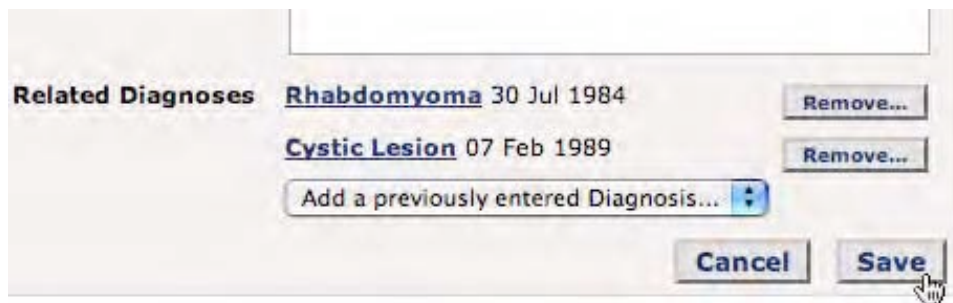 Related Diagnoses Rhabdomyoma 30 Jul 1984 Remove...
Cystic Lesion 07 Feb 1989 Remove...
Add a previously entered Diagnosis...
Cancel Save